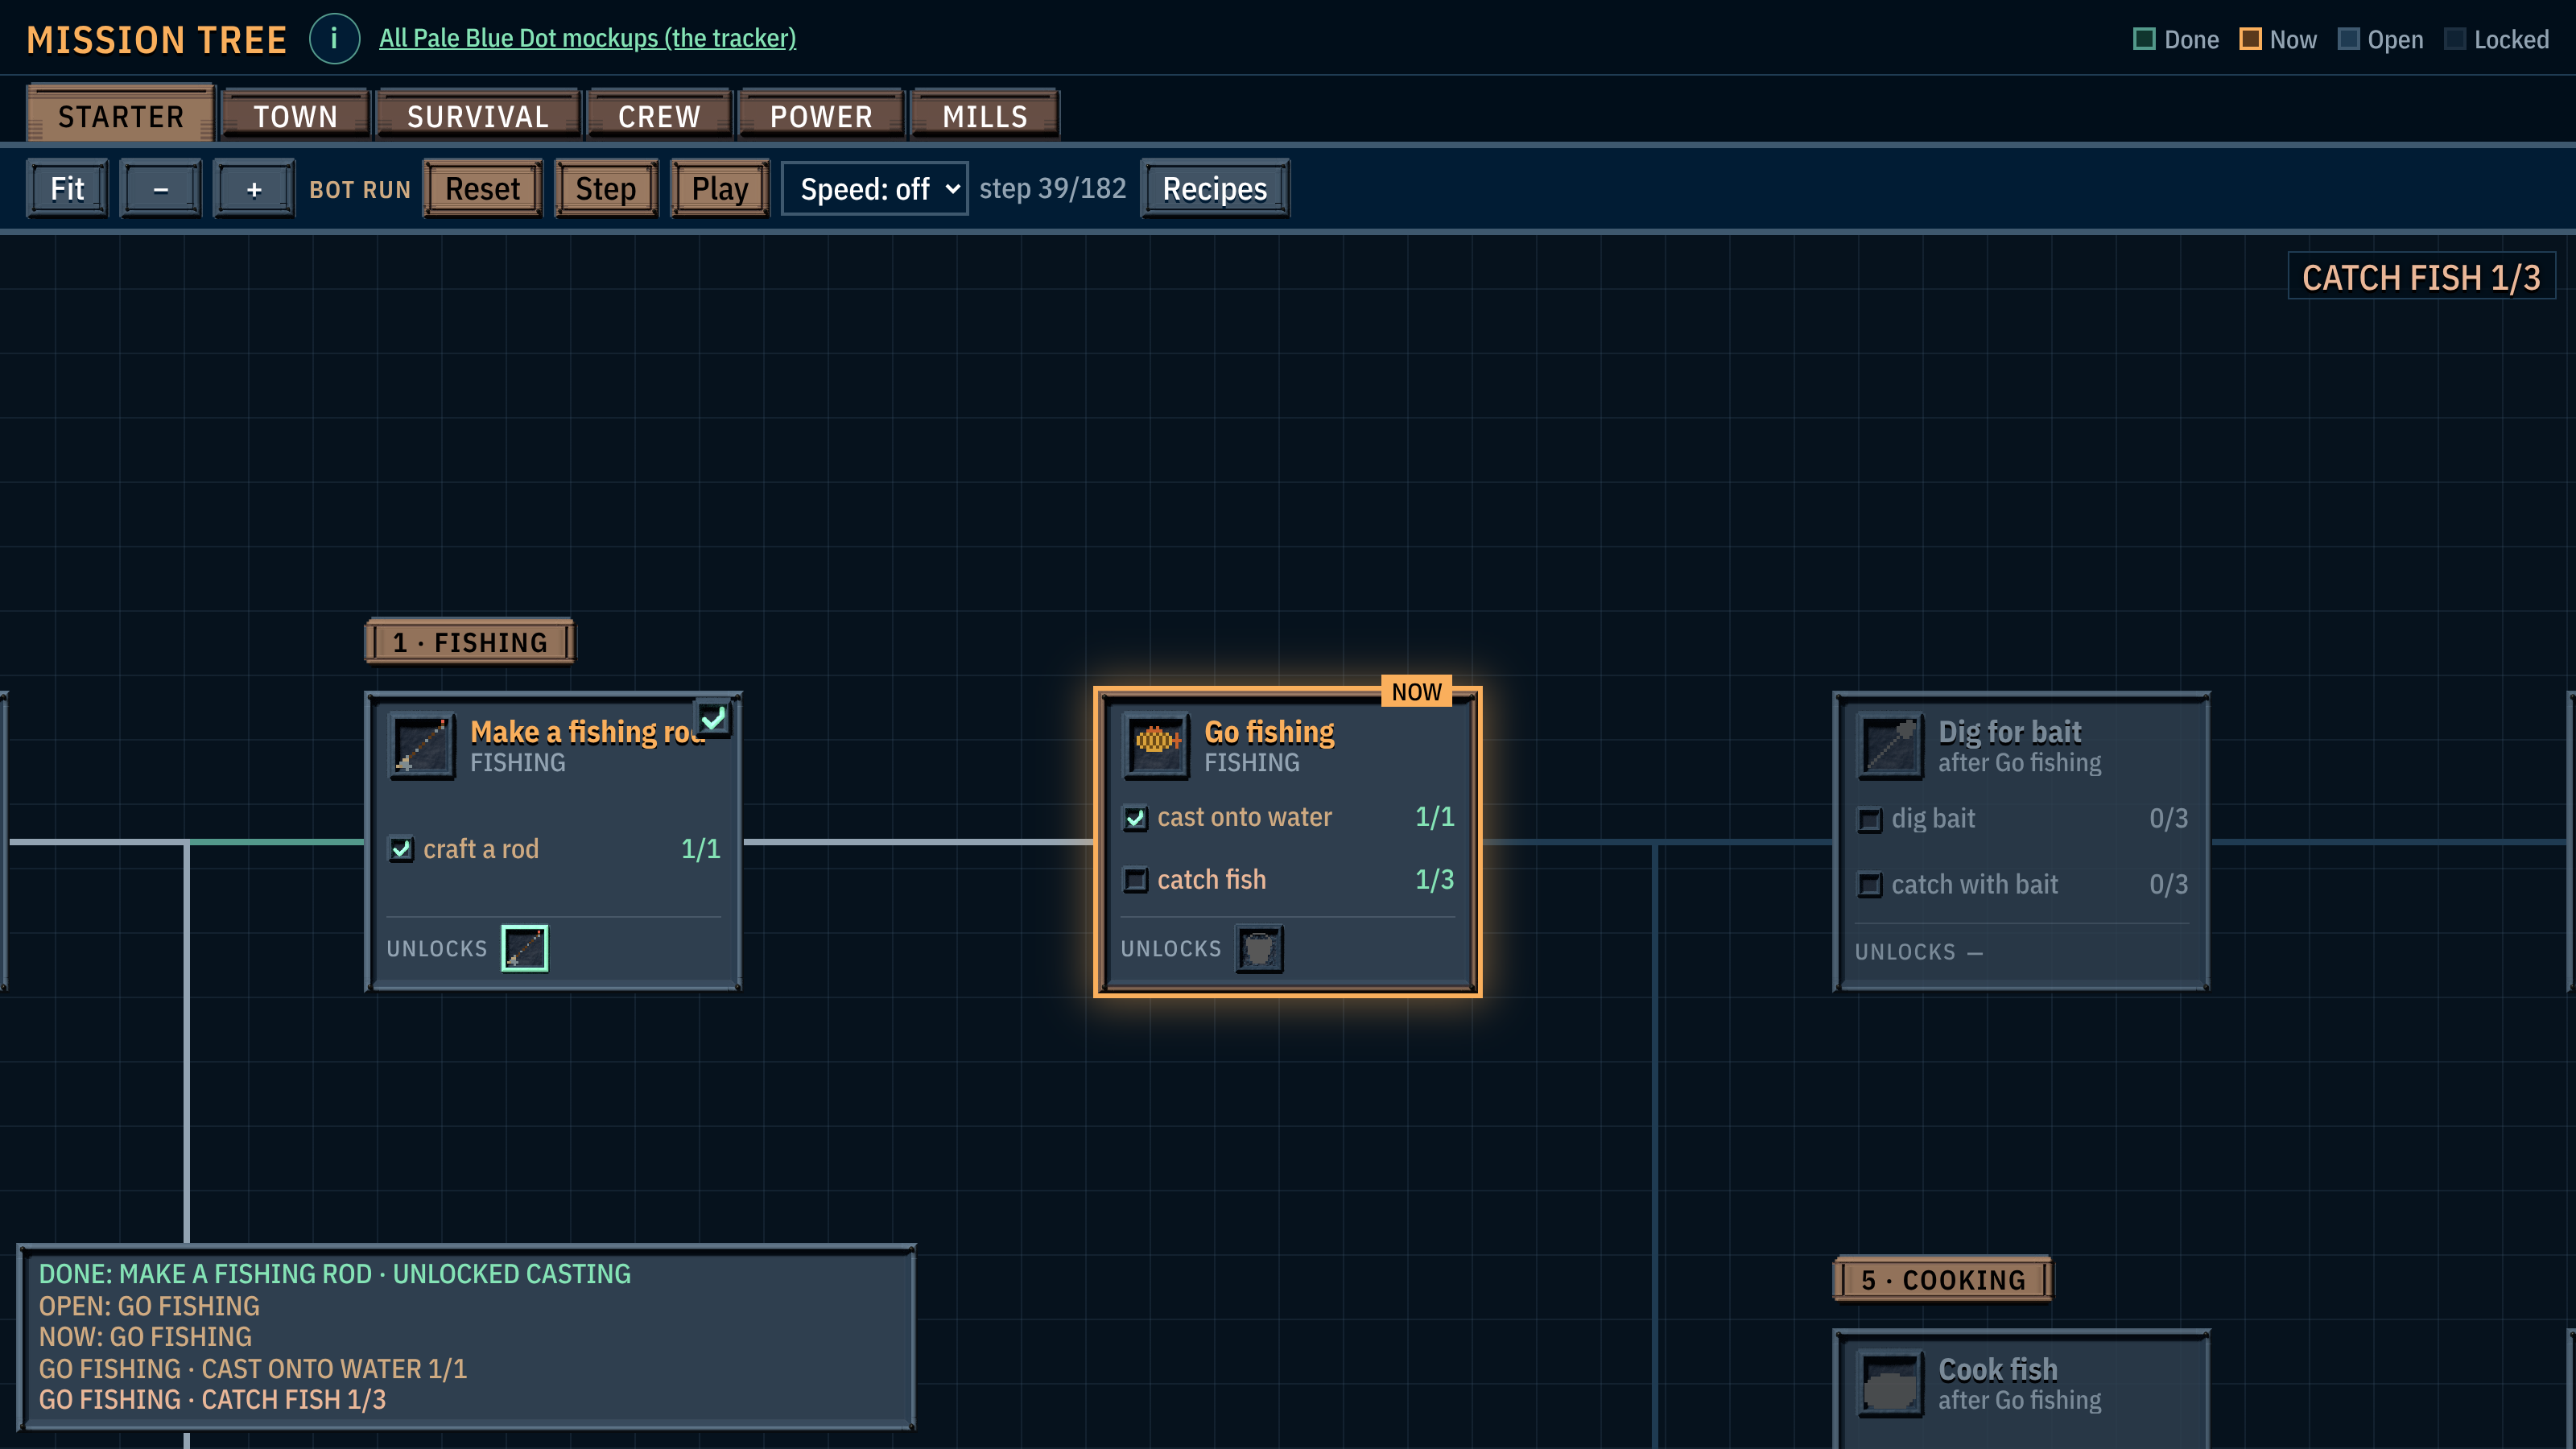 MISSION TREE
i
All Pale Blue Dot mockups (the tracker)
Done
Now
Open
Locked
STARTER
TOWN
SURVIVAL
CREW
POWER
MILLS
Fit
–
+
BOT RUN
Reset
Step
Play
Speed: off
step 39/182
Recipes
CATCH FISH 1/3
1 · FISHING
Make a fishing rod
FISHING
craft a rod 1/1
UNLOCKS
NOW
Go fishing
FISHING
cast onto water 1/1
catch fish 1/3
UNLOCKS
Dig for bait
after Go fishing
dig bait 0/3
catch with bait 0/3
UNLOCKS –
DONE: MAKE A FISHING ROD · UNLOCKED CASTING
OPEN: GO FISHING
NOW: GO FISHING
GO FISHING · CAST ONTO WATER 1/1
GO FISHING · CATCH FISH 1/3
5 · COOKING
Cook fish
after Go fishing